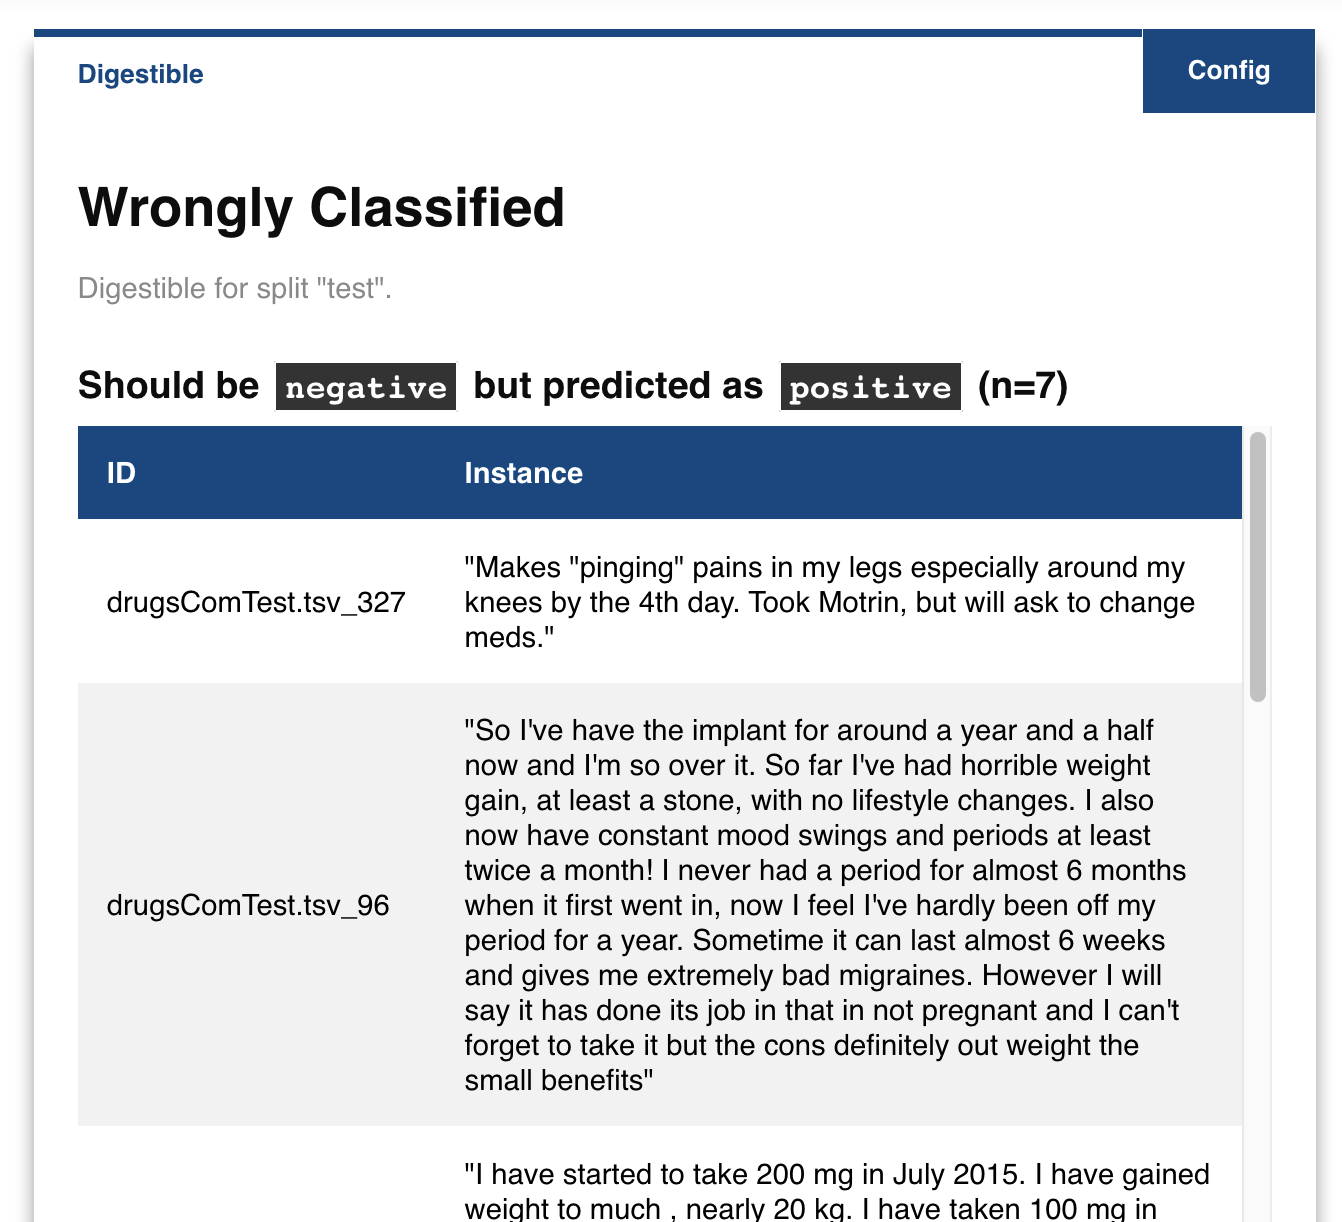 Digestible
Config
Wrongly Classified
Digestible for split "test".
Should be negative but predicted as positive (n=7)
ID Instance
drugsComTest.tsv_327
"Makes "pinging" pains in my legs especially around my
knees by the 4th day. Took Motrin, but will ask to change
meds."
drugsComTest.tsv_96
"So I've have the implant for around a year and a half
now and I'm so over it. So far I've had horrible weight
gain, at least a stone, with no lifestyle changes. I also
now have constant mood swings and periods at least
twice a month! I never had a period for almost 6 months
when it first went in, now I feel I've hardly been off my
period for a year. Sometime it can last almost 6 weeks
and gives me extremely bad migraines. However I will
say it has done its job in that in not pregnant and I can't
forget to take it but the cons definitely out weight the
small benefits"
"I have started to take 200 mg in July 2015. I have gained
weight to much , nearly 20 kg. I have taken 100 mg in